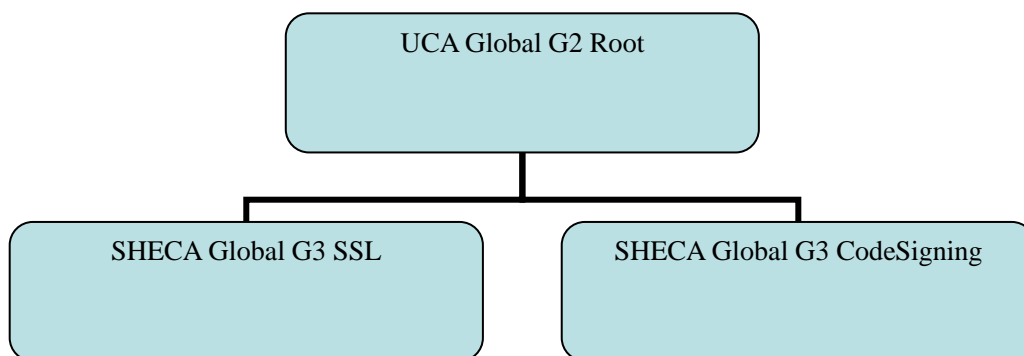 UCA Global G2 Root
SHECA Global G3 SSL
SHECA Global G3 CodeSigning